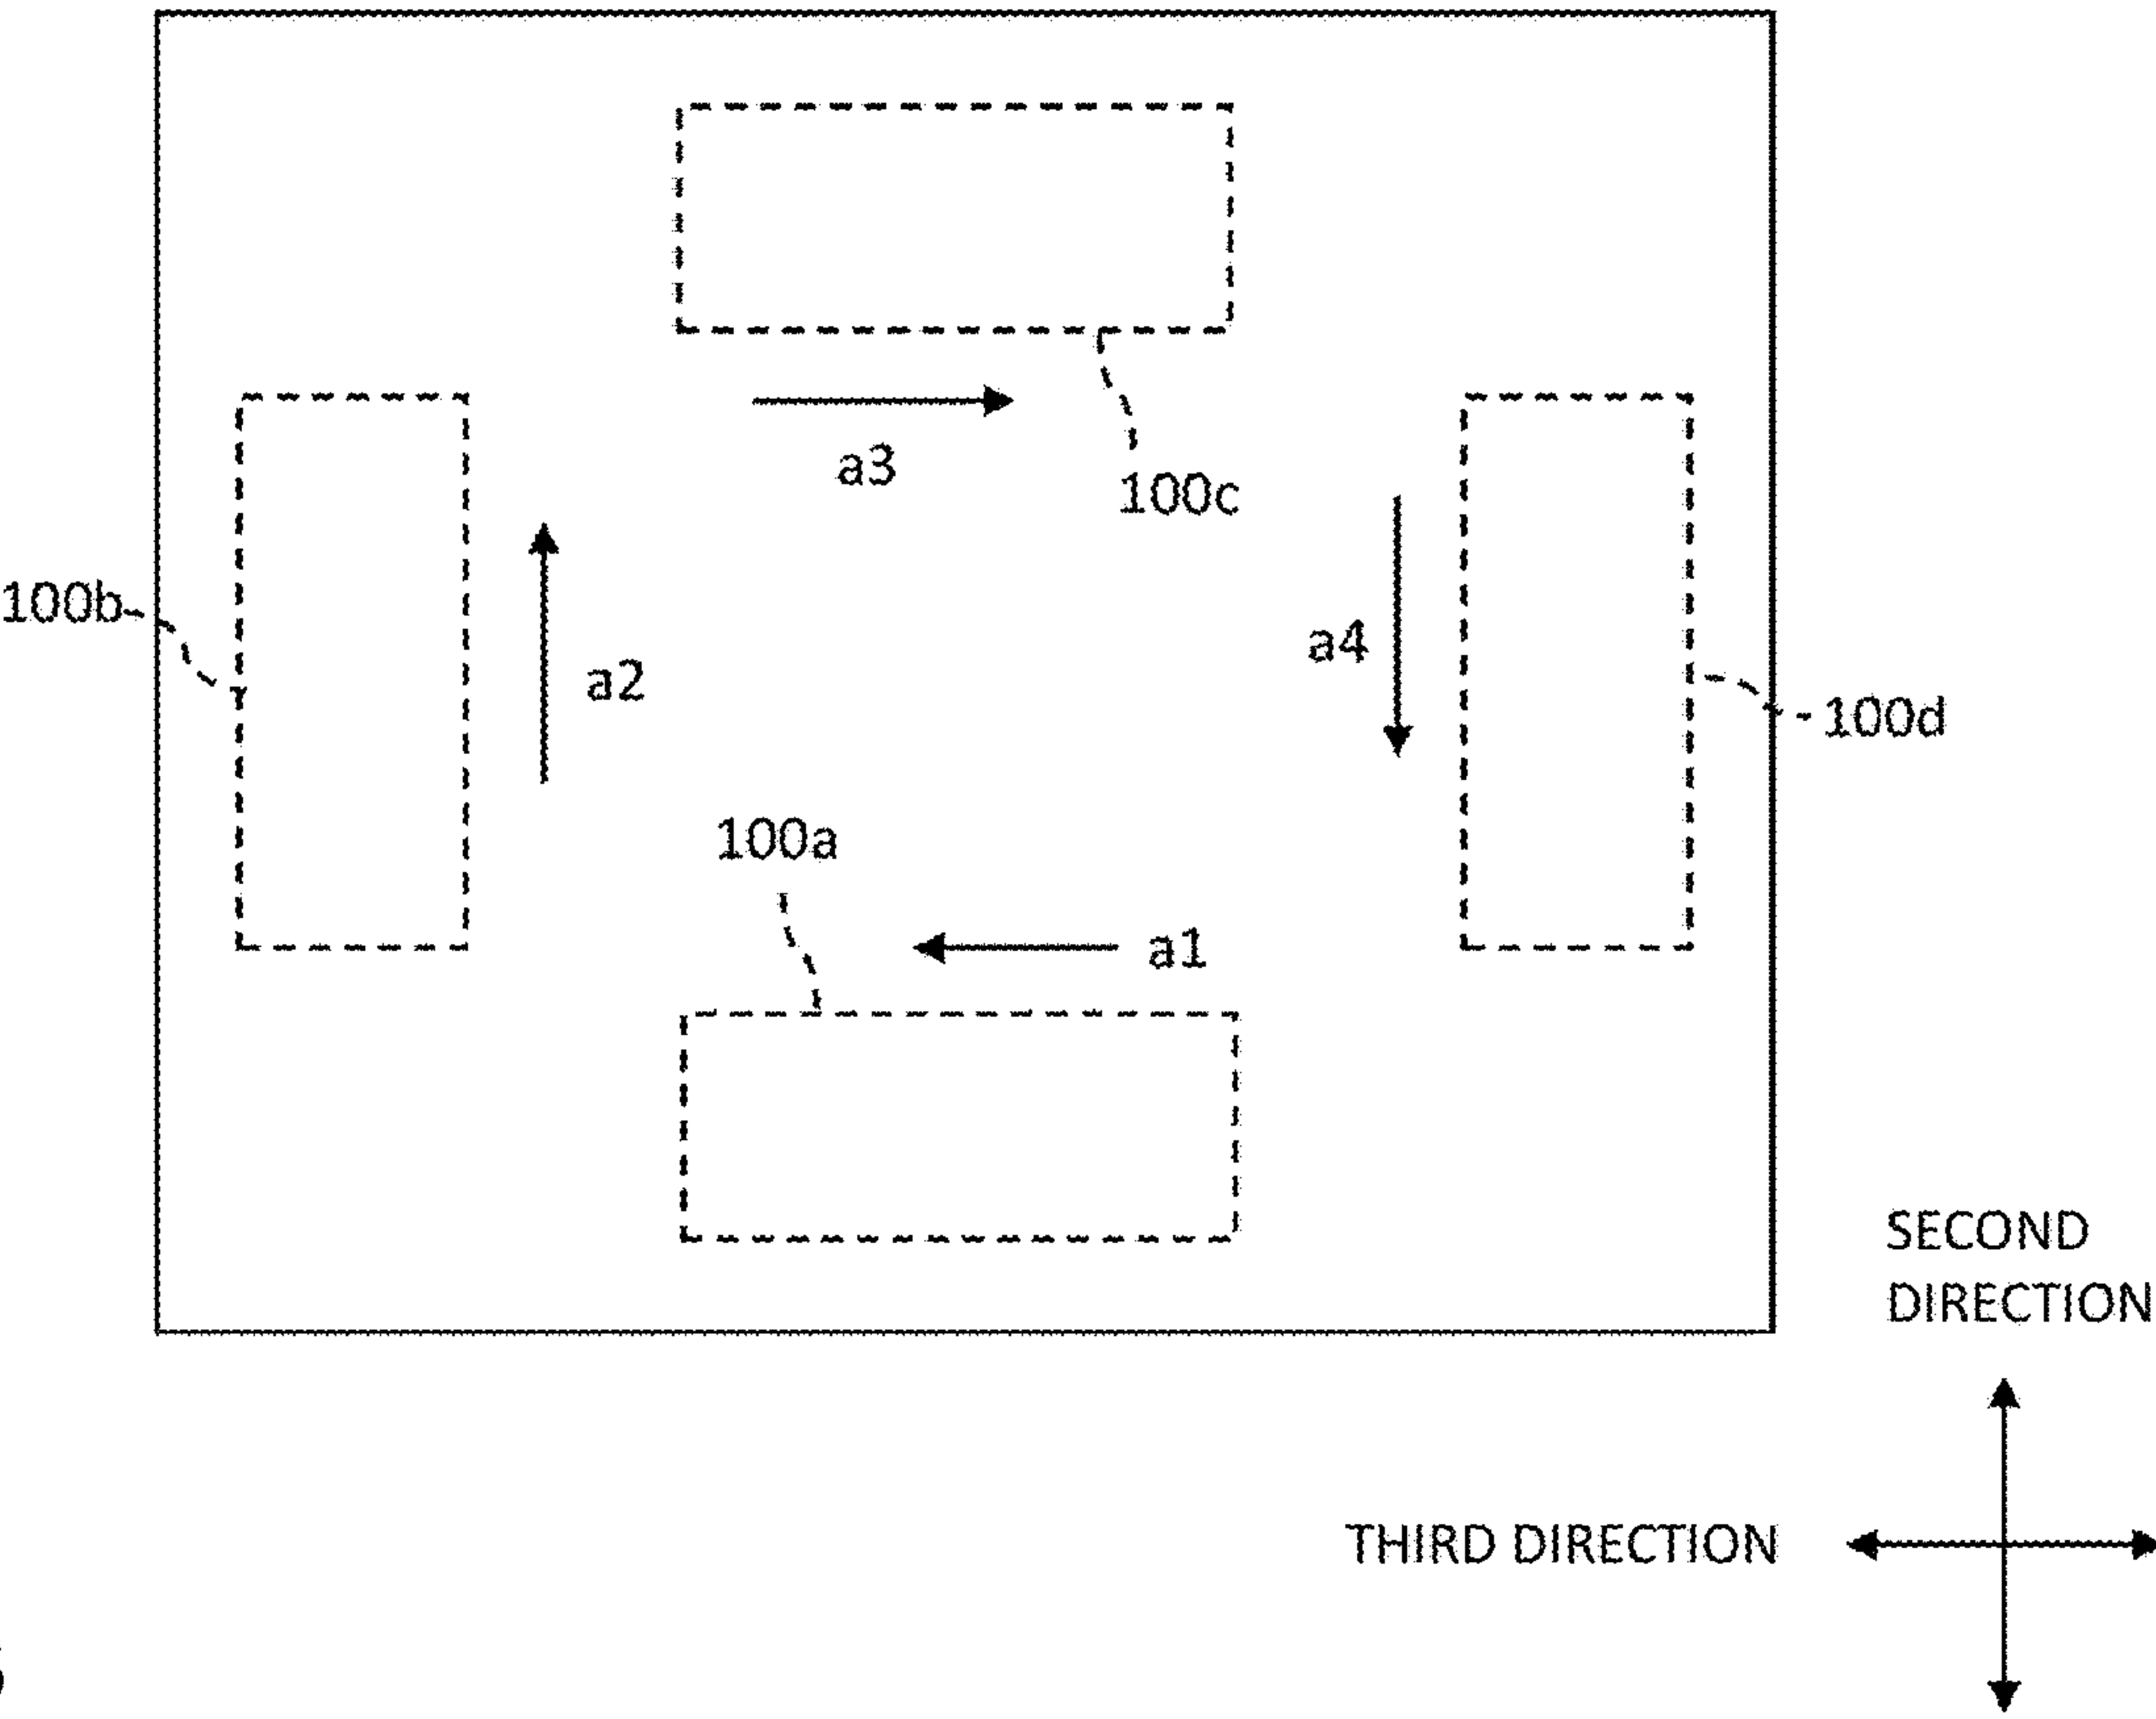 a3
100c
100b
a2
a4
100d
100a
a1
SECOND
DIRECTION
THIRD DIRECTION